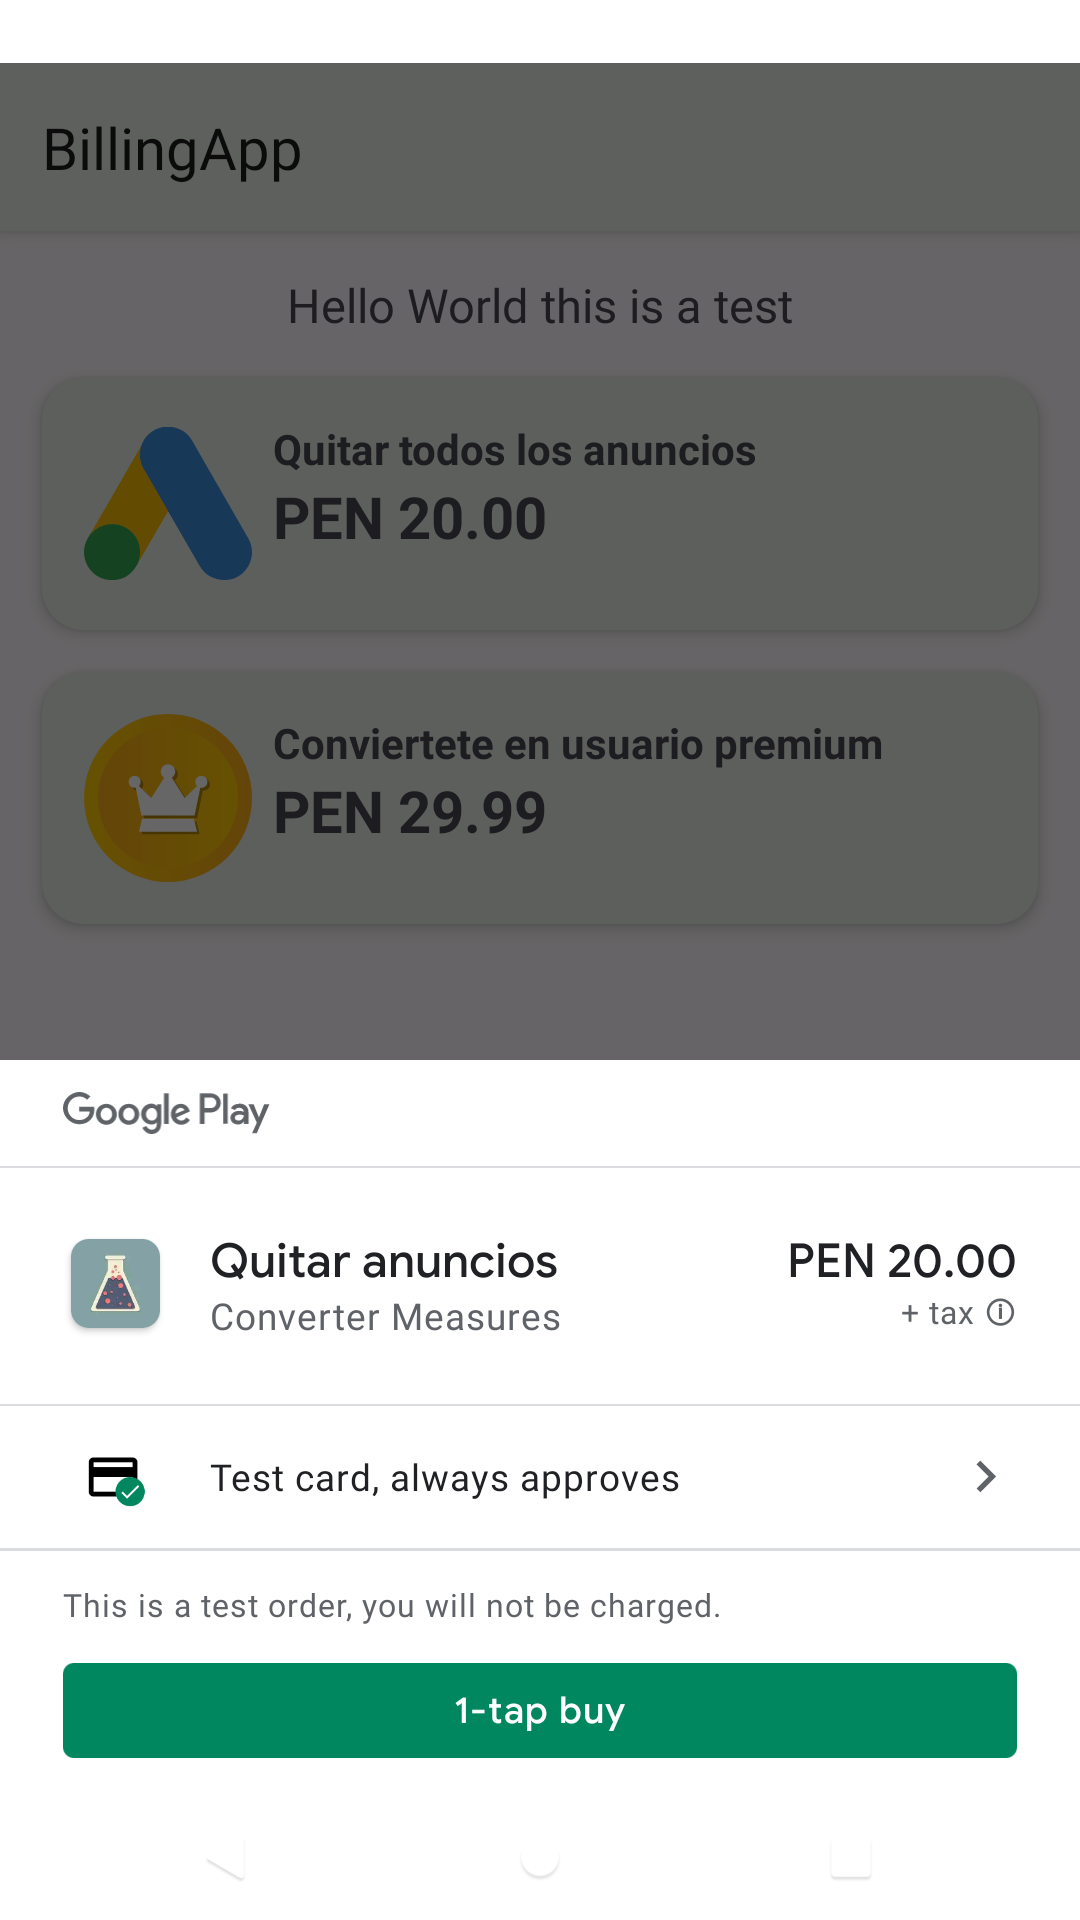 BillingApp
Hello World this is a test
Quitar todos los anuncios
PEN 20.00
Conviertete en usuario premium
PEN 29.99
Google Play
Quitar anuncios
PEN 20.00
Converter Measures
+ tax
Test card, always approves
This is a test order, you will not be charged.
1-tap buy